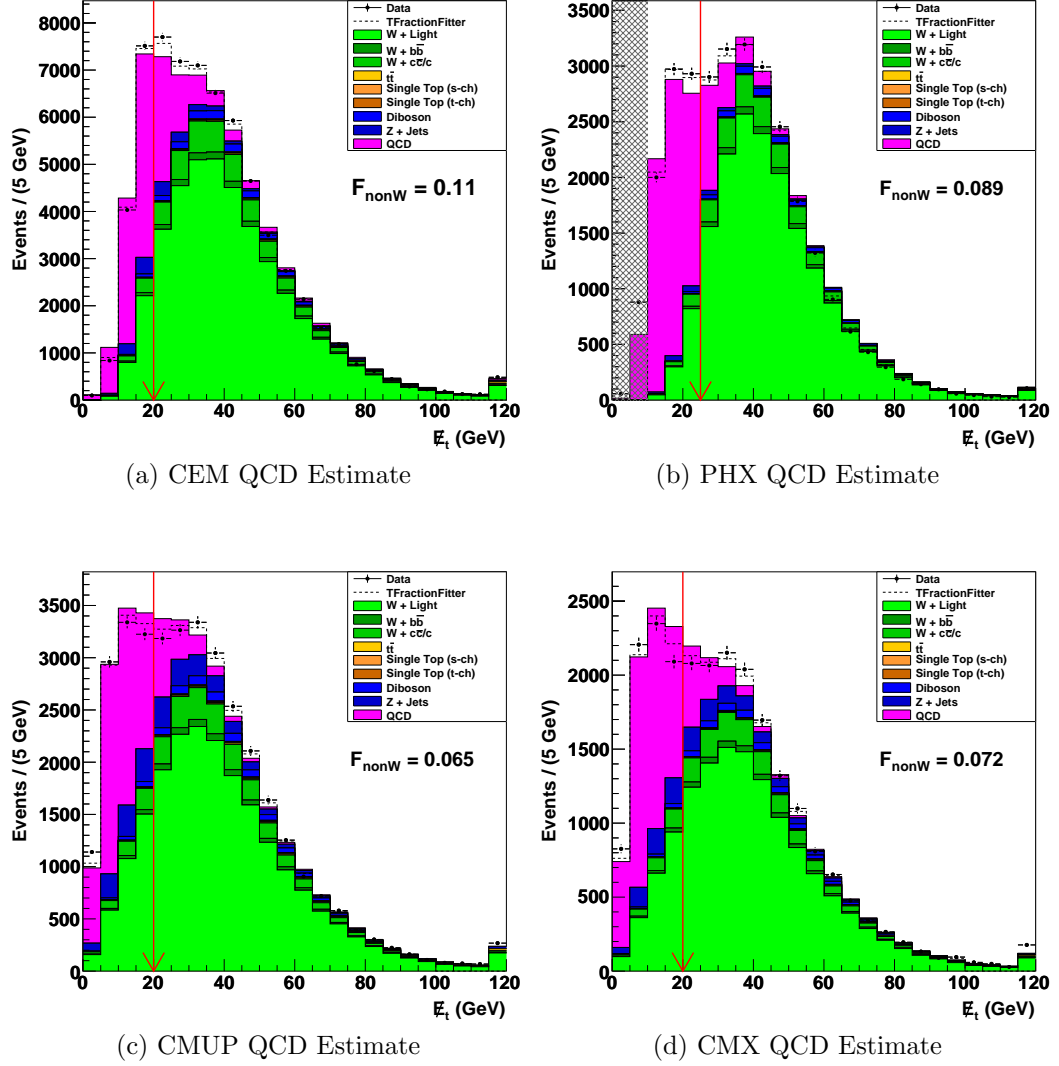 Events / (5 GeV)
8000
7000
6000
5000
4000
3000
2000
1000
0
Data
TFractionFitter
W + Light
W + bb̅
W + cc̅/c
tt̅
Single Top (s-ch)
Single Top (t-ch)
Diboson
Z + Jets
QCD
F_nonW = 0.11
0 20 40 60 80 100 120
E̸_t (GeV)
(a) CEM QCD Estimate
Events / (5 GeV)
3500
3000
2500
2000
1500
1000
500
0
Data
TFractionFitter
W + Light
W + bb̅
W + cc̅/c
tt̅
Single Top (s-ch)
Single Top (t-ch)
Diboson
Z + Jets
QCD
F_nonW = 0.089
0 20 40 60 80 100 120
E̸_t (GeV)
(b) PHX QCD Estimate
Events / (5 GeV)
3500
3000
2500
2000
1500
1000
500
0
Data
TFractionFitter
W + Light
W + bb̅
W + cc̅/c
tt̅
Single Top (s-ch)
Single Top (t-ch)
Diboson
Z + Jets
QCD
F_nonW = 0.065
0 20 40 60 80 100 120
E̸_t (GeV)
(c) CMUP QCD Estimate
Events / (5 GeV)
2500
2000
1500
1000
500
0
Data
TFractionFitter
W + Light
W + bb̅
W + cc̅/c
tt̅
Single Top (s-ch)
Single Top (t-ch)
Diboson
Z + Jets
QCD
F_nonW = 0.072
0 20 40 60 80 100 120
E̸_t (GeV)
(d) CMX QCD Estimate